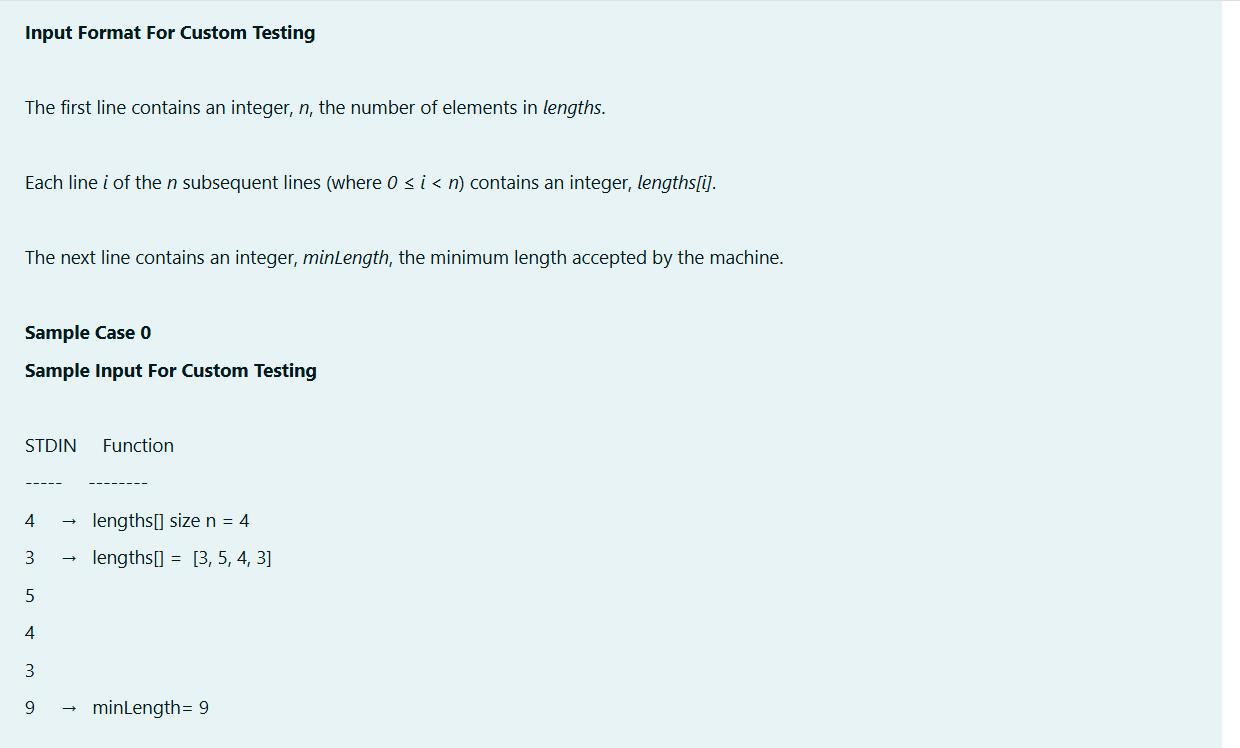 Input Format For Custom Testing
The first line contains an integer, n, the number of elements in lengths.
Each line i of the n subsequent lines (where 0 ≤ i < n) contains an integer, lengths[i].
The next line contains an integer, minLength, the minimum length accepted by the machine.
Sample Case 0
Sample Input For Custom Testing
STDIN Function
----- --------
4 → lengths[] size n = 4
3 → lengths[] = [3, 5, 4, 3]
5
4
3
9 → minLength= 9